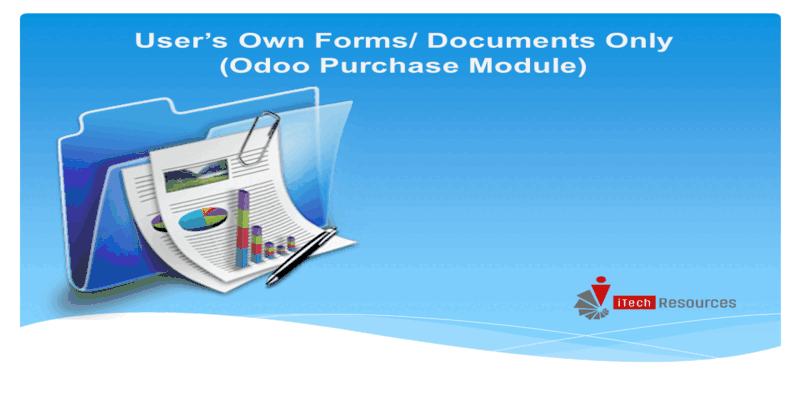 User’s Own Forms/ Documents Only
(Odoo Purchase Module)
iTech Resources